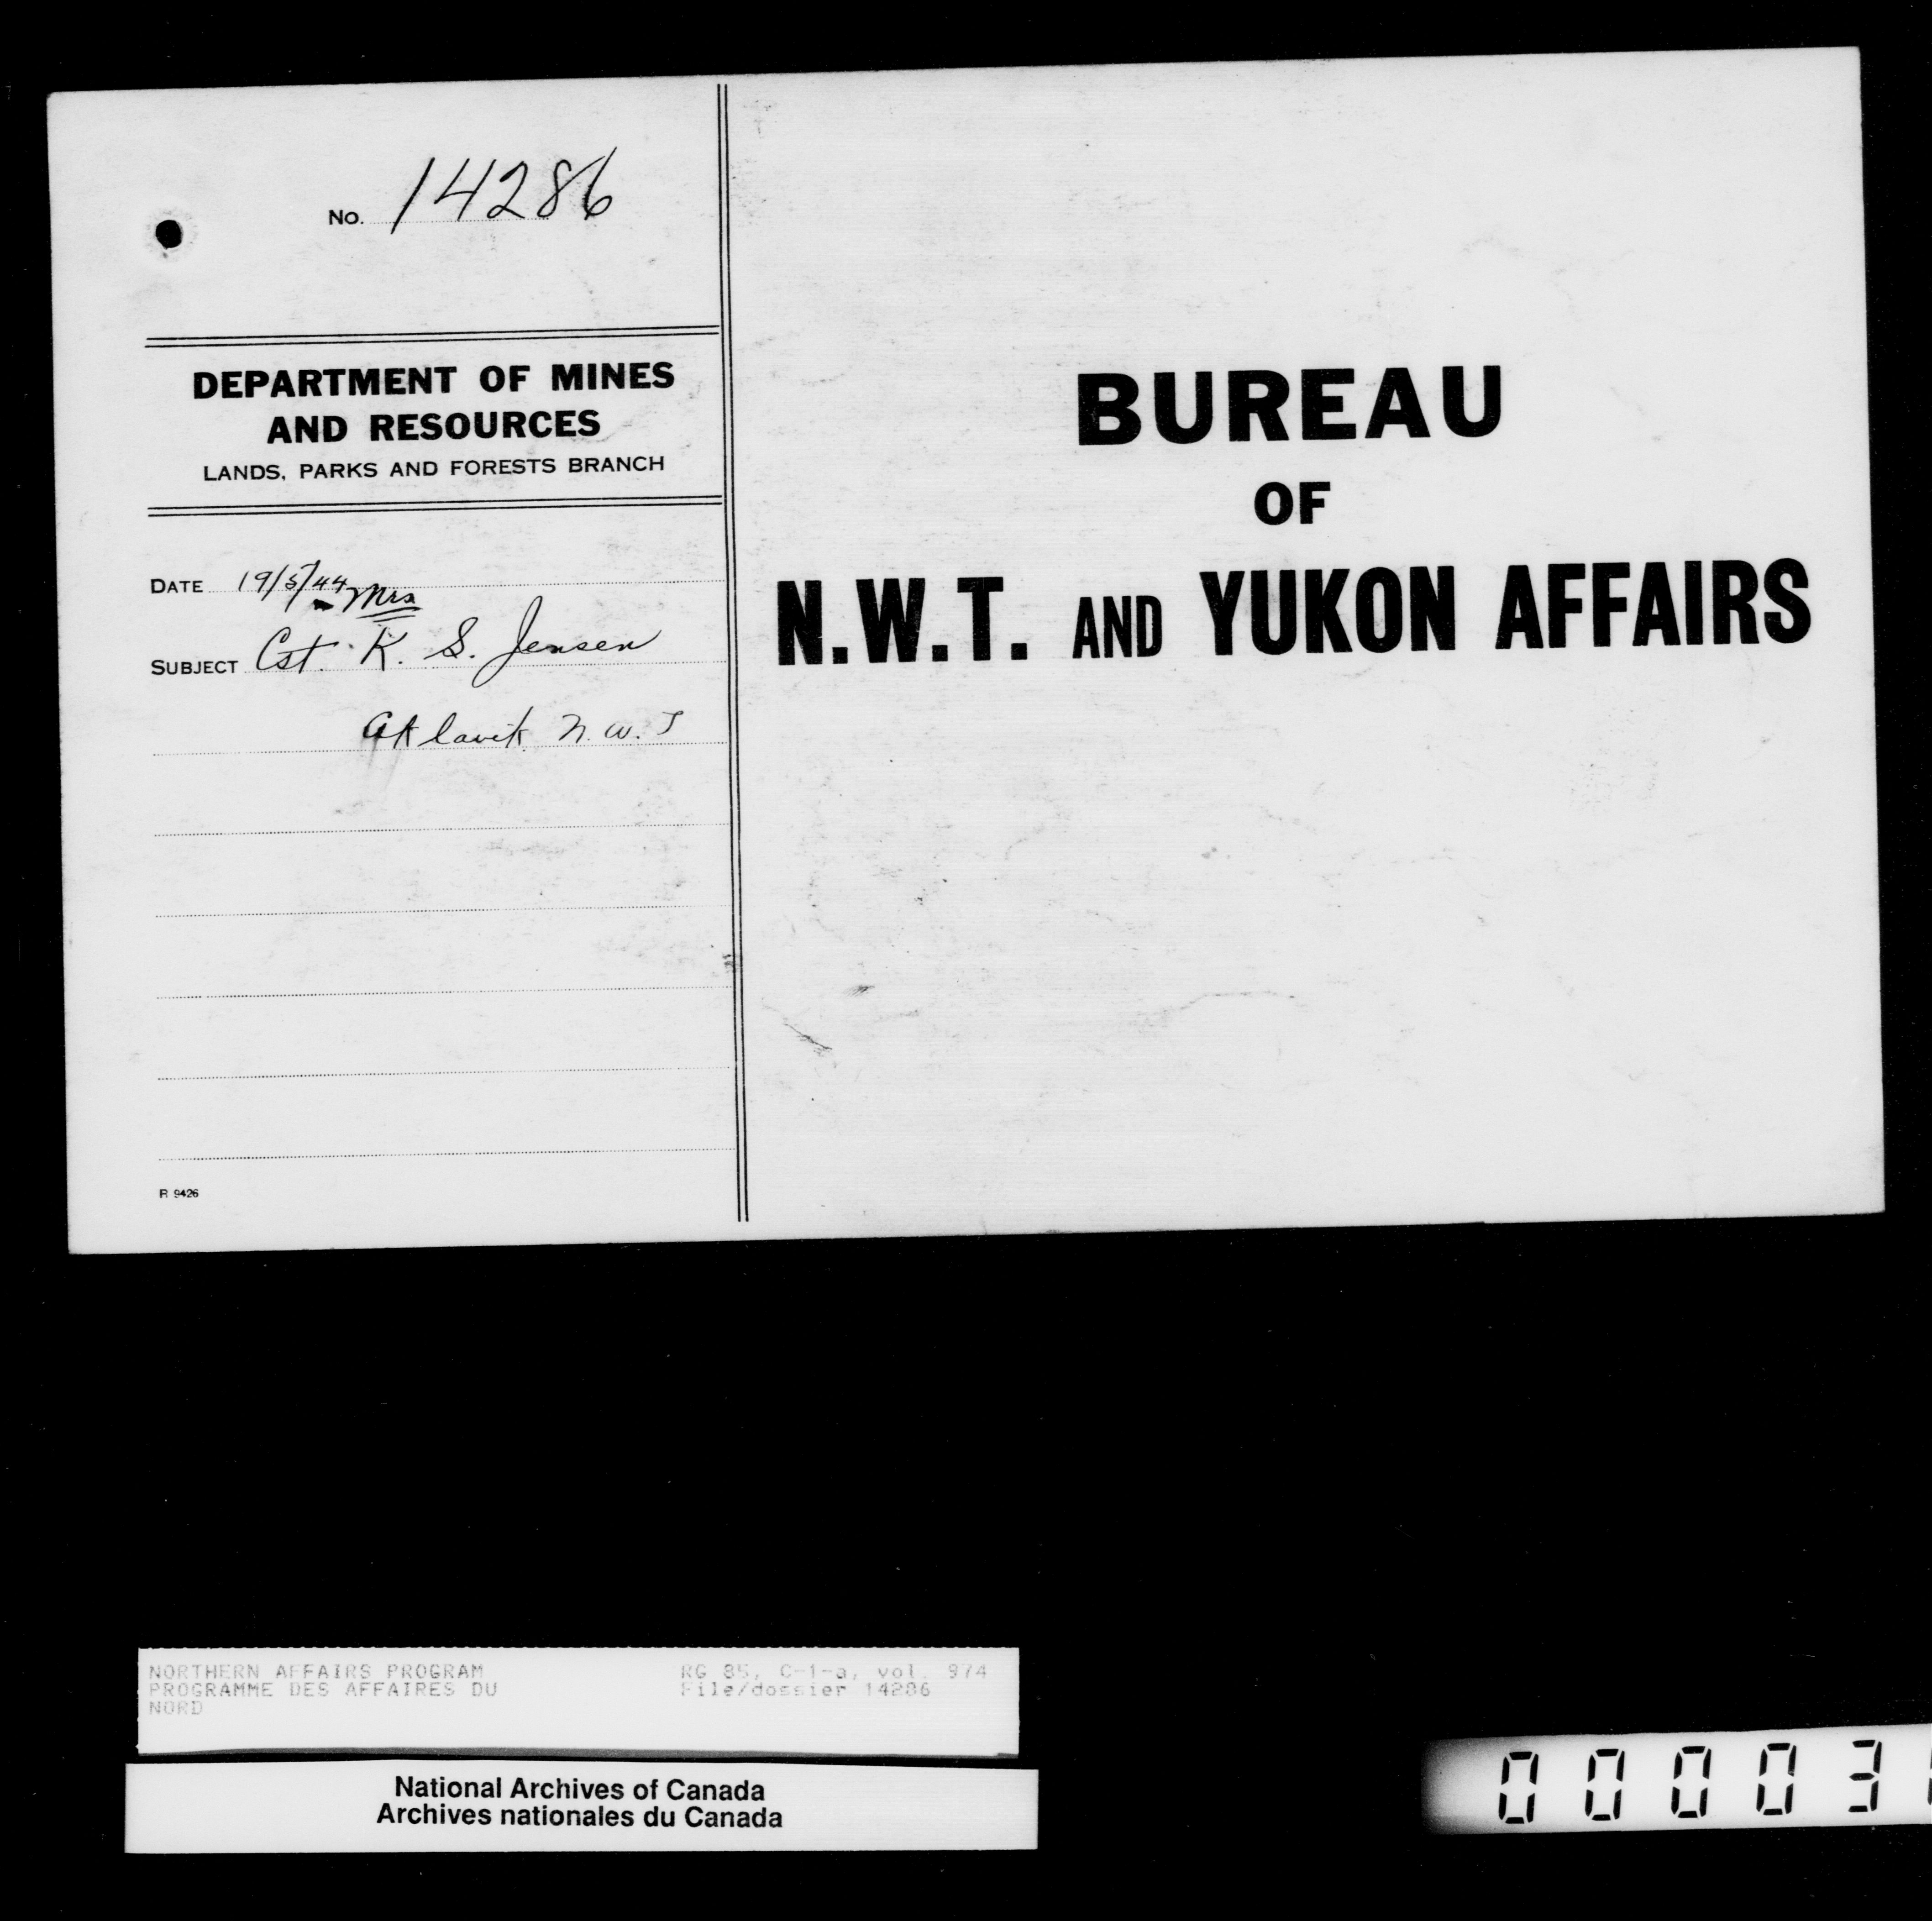 No. 14286
DEPARTMENT OF MINES
AND RESOURCES
LANDS, PARKS AND FORESTS BRANCH
DATE 19/5/44
Mrs
SUBJECT Cst. K. S. Jensen
Aklavik N.W.T
R 9426
BUREAU
OF
N.W.T. AND YUKON AFFAIRS
NORTHERN AFFAIRS PROGRAM
PROGRAMME DES AFFAIRES DU
NORD
RG 85, C-1-a, vol. 974
File/dossier 14286
National Archives of Canada
Archives nationales du Canada
00003